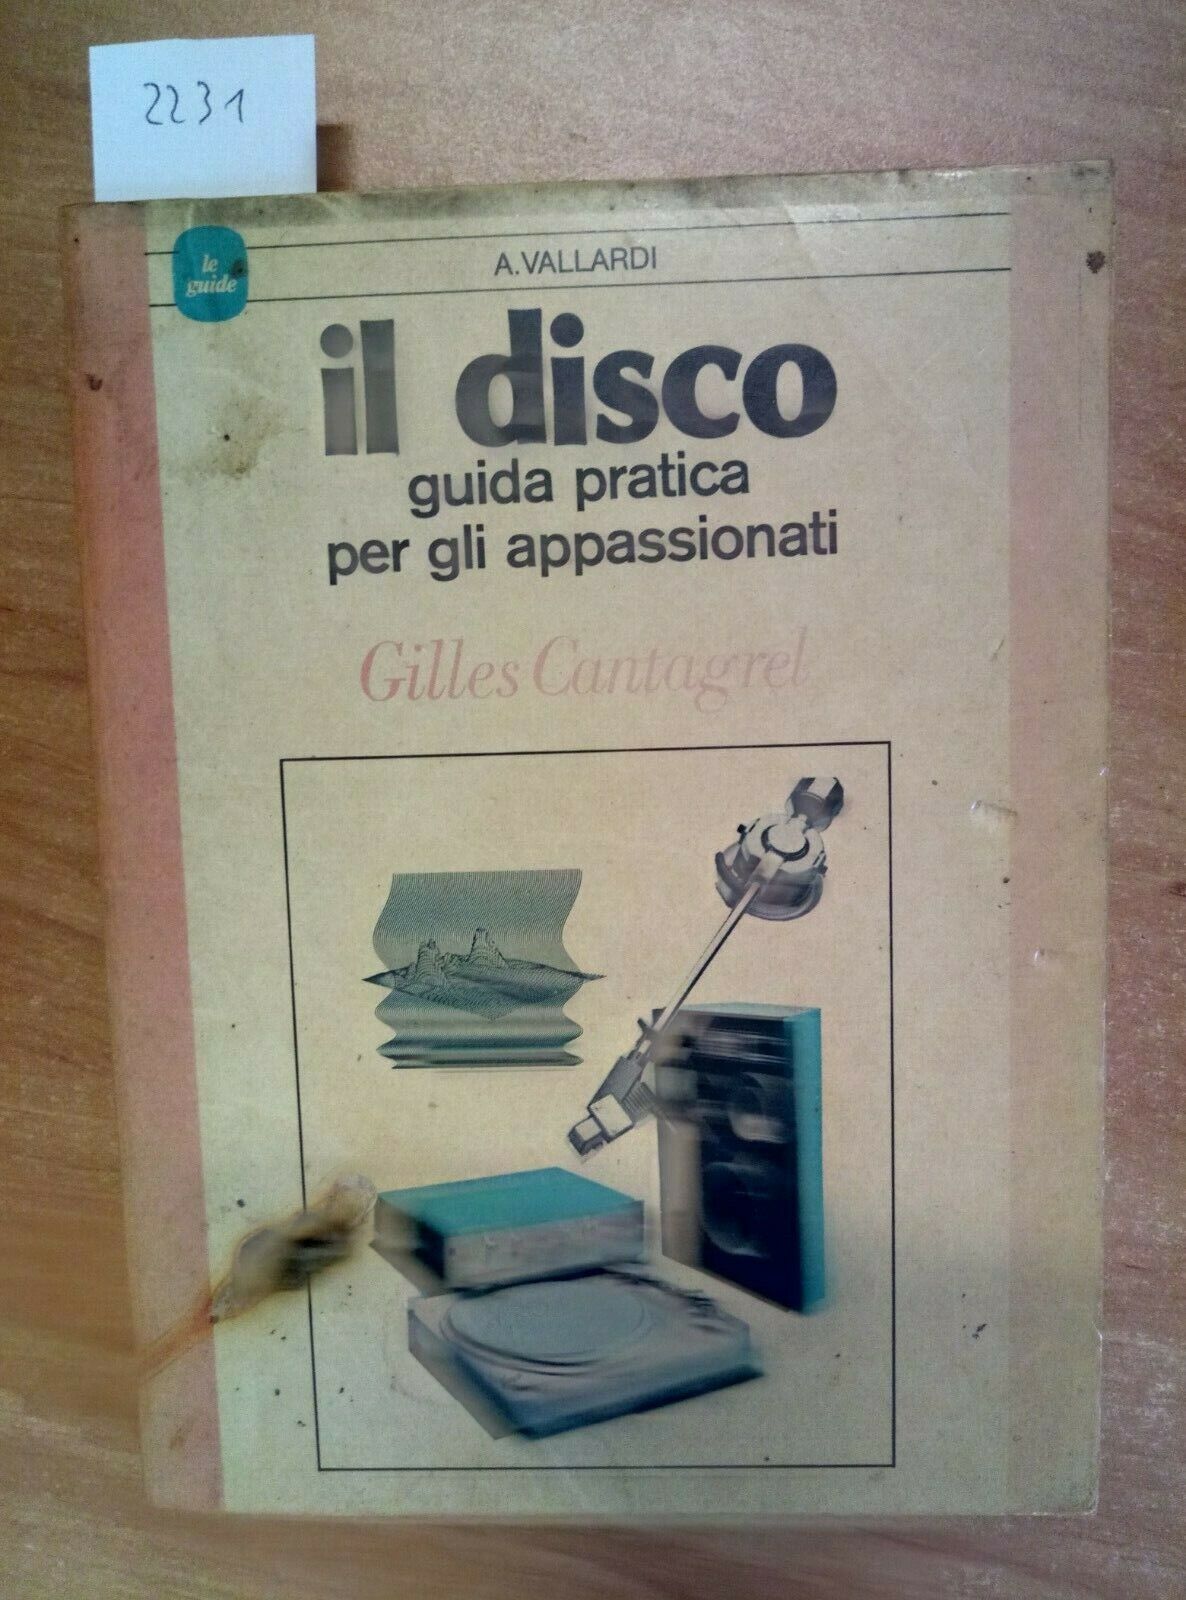 2231
le
guide
A. VALLARDI
il disco
guida pratica
per gli appassionati
Gilles Cantagrel